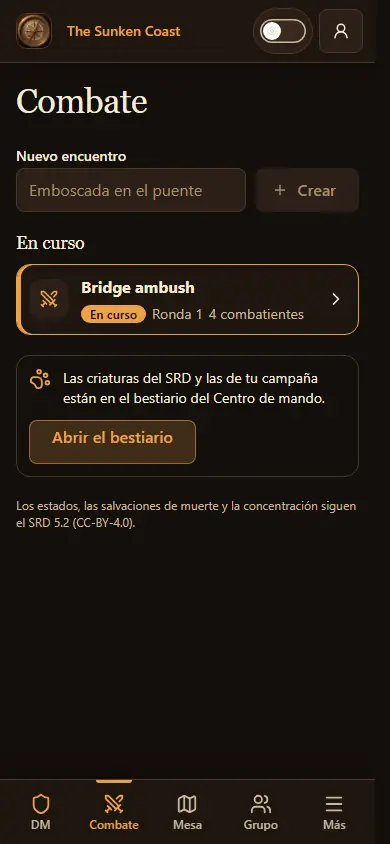 The Sunken Coast
Combate
Nuevo encuentro
Emboscada en el puente
+ Crear
En curso
Bridge ambush
En curso Ronda 1 4 combatientes
Las criaturas del SRD y las de tu campaña
están en el bestiario del Centro de mando.
Abrir el bestiario
Los estados, las salvaciones de muerte y la concentración siguen
el SRD 5.2 (CC-BY-4.0).
DM Combate Mesa Grupo Más